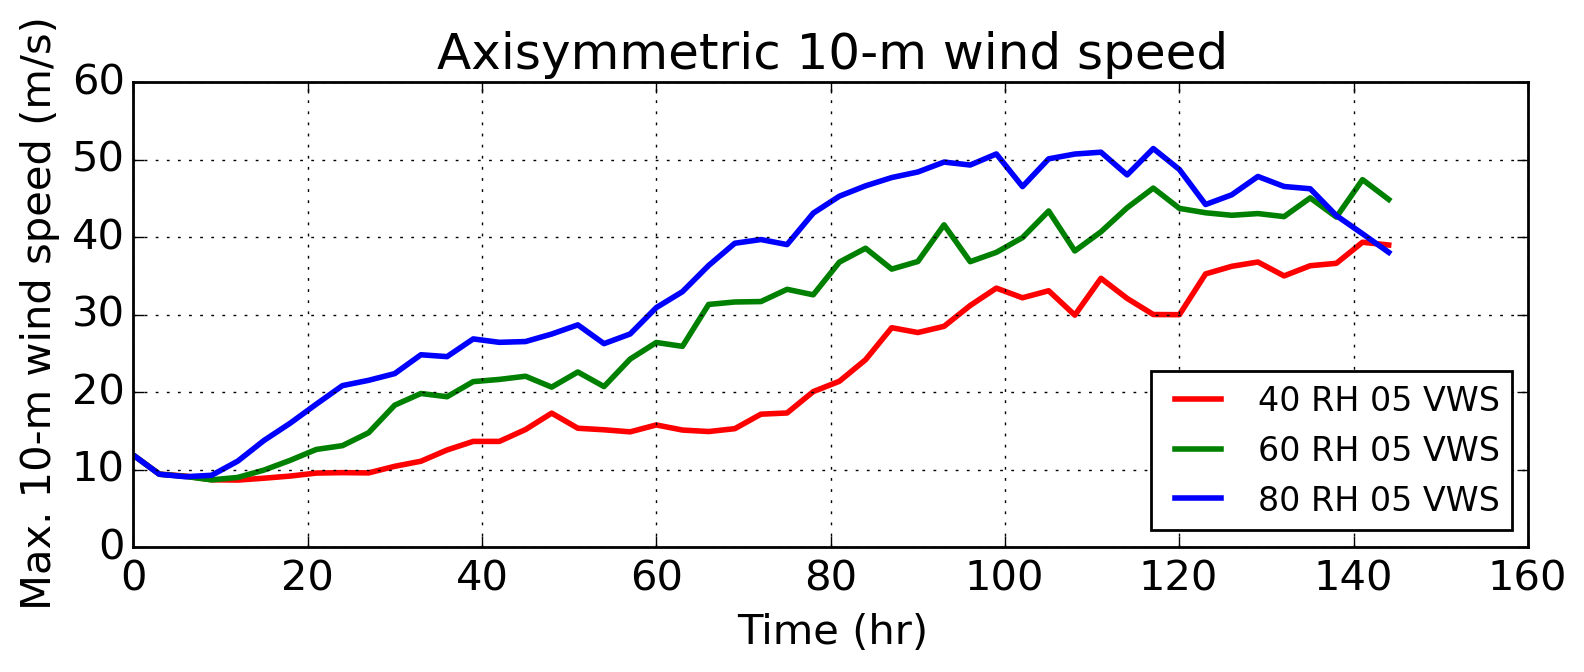 Axisymmetric 10-m wind speed
Max. 10-m wind speed (m/s)
60
50
40
30
20
10
0
40 RH 05 VWS
60 RH 05 VWS
80 RH 05 VWS
0 20 40 60 80 100 120 140 160
Time (hr)